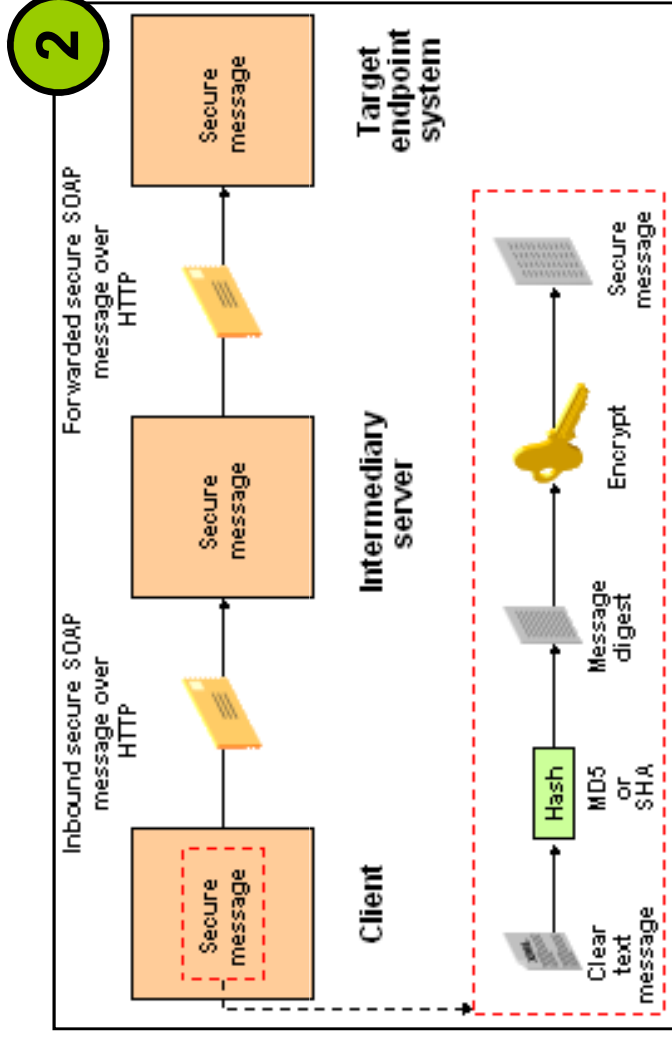 2
Inbound secure SOAP
message over
HTTP
Forwarded secure SOAP
message over
HTTP
Secure
message
Secure
message
Secure
message
Client
Intermediary
server
Target
endpoint
system
Clear
text
message
Hash
MD5
or
SHA
Message
digest
Encrypt
Secure
message